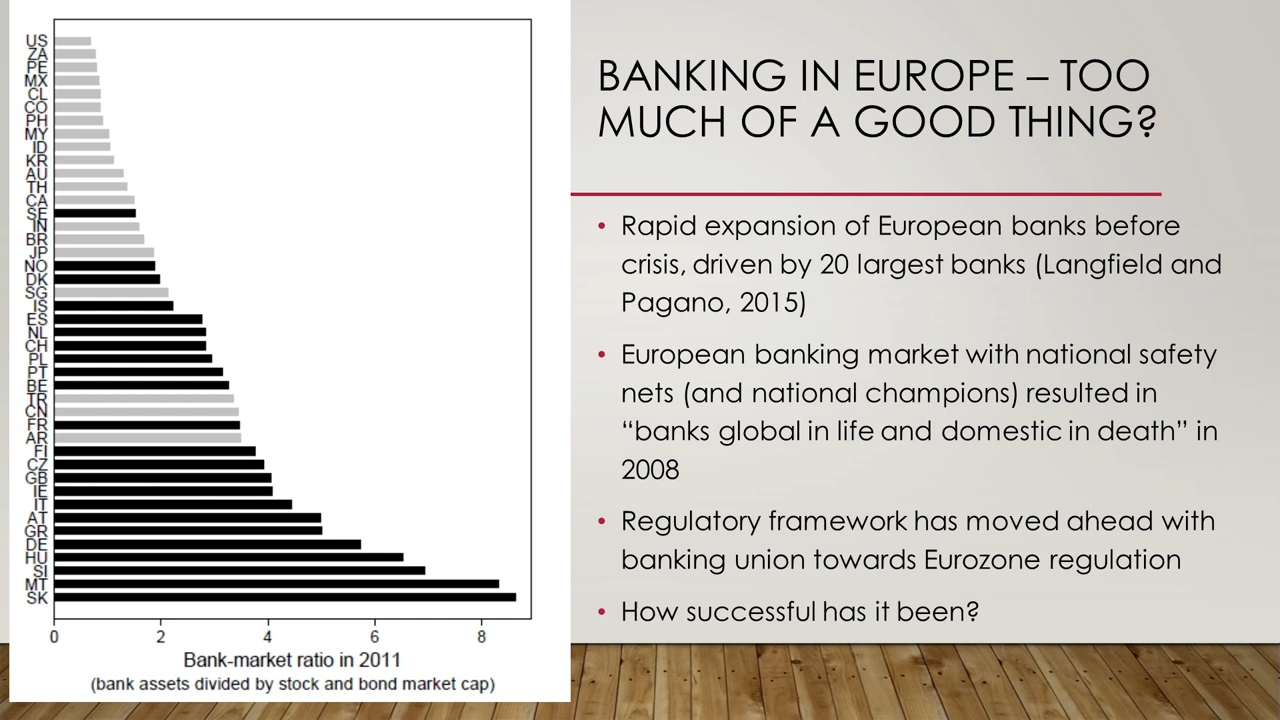 BANKING IN EUROPE – TOO
MUCH OF A GOOD THING?
• Rapid expansion of European banks before
crisis, driven by 20 largest banks (Langfield and
Pagano, 2015)
• European banking market with national safety
nets (and national champions) resulted in
“banks global in life and domestic in death” in
2008
• Regulatory framework has moved ahead with
banking union towards Eurozone regulation
• How successful has it been?
US
ZA
PE
MX
CL
CO
PH
MY
ID
KR
AU
TH
CA
SE
IN
BR
JP
NO
DK
SG
IS
ES
NL
CH
PL
PT
BE
TR
CN
FR
AR
FI
CZ
GB
IE
IT
AT
GR
DE
HU
SI
MT
SK
0 2 4 6 8
Bank-market ratio in 2011
(bank assets divided by stock and bond market cap)